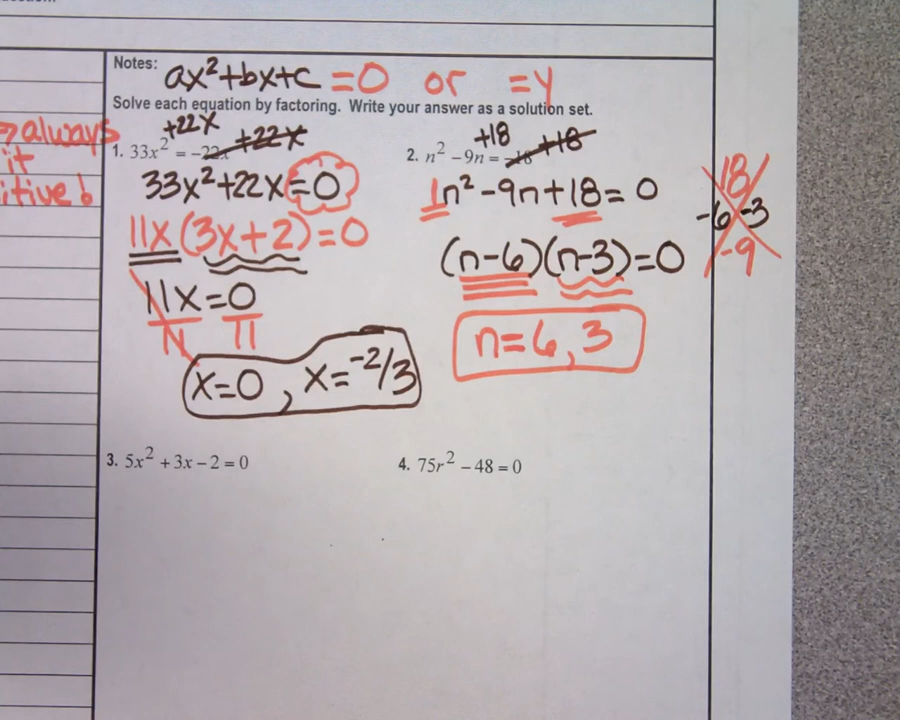 Notes:
ax²+bx+c =0 or =y
Solve each equation by factoring. Write your answer as a solution set.
always
it
itive
+22x +22x
1. 33x² = -22x
33x²+22x=0
11x(3x+2)=0
11x=0
11 11
x=0, x=-2/3
+18 +18
2. n² - 9n = -18
1n²-9n+18=0
(n-6)(n-3)=0
n=6,3
18
-6 -3
-9
3. 5x² + 3x - 2 = 0
4. 75r² - 48 = 0